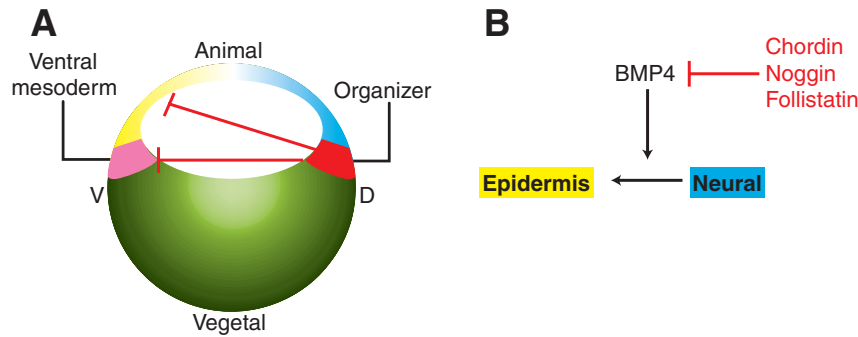 A
Animal
Ventral
mesoderm
Organizer
V
D
Vegetal
B
BMP4
Chordin
Noggin
Follistatin
Epidermis
Neural